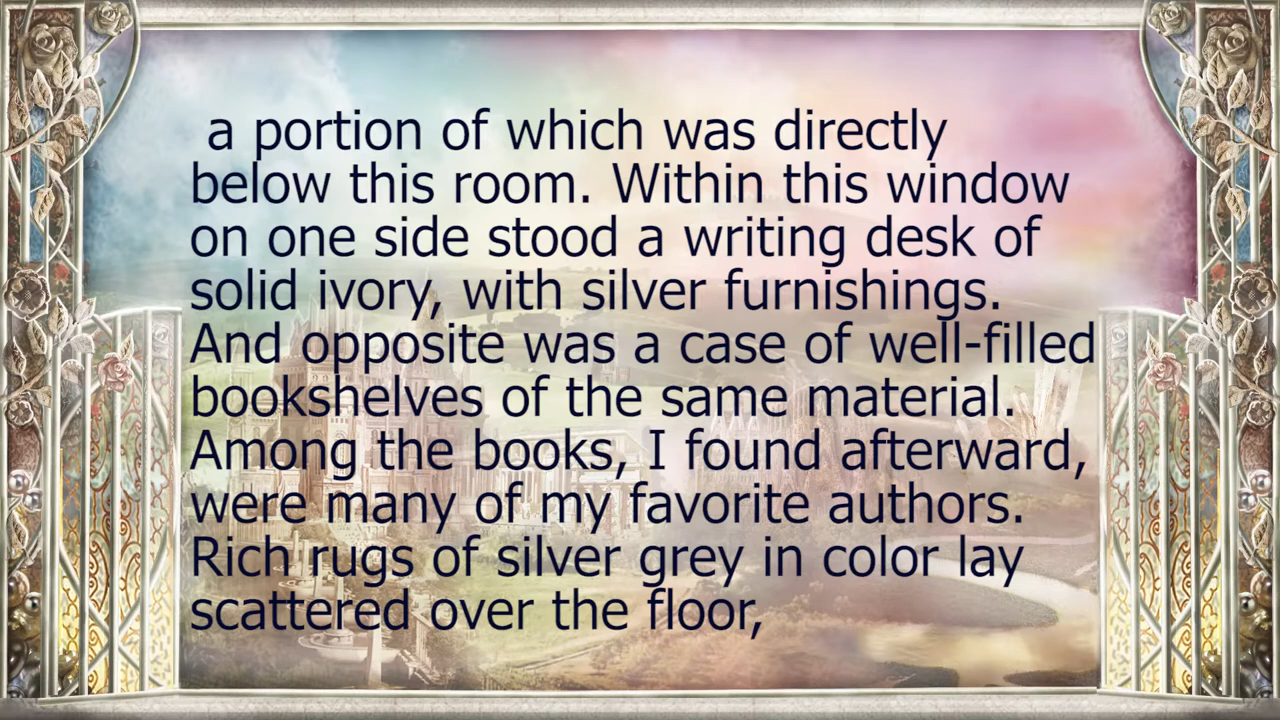 a portion of which was directly
below this room. Within this window
on one side stood a writing desk of
solid ivory, with silver furnishings.
And opposite was a case of well-filled
bookshelves of the same material.
Among the books, I found afterward,
were many of my favorite authors.
Rich rugs of silver grey in color lay
scattered over the floor,